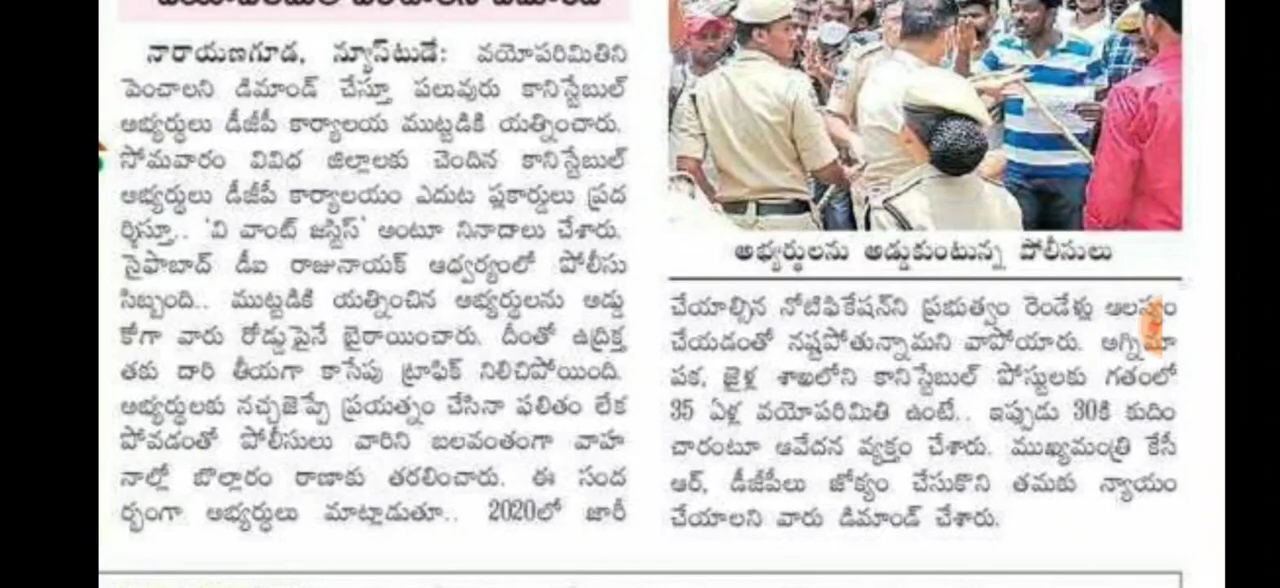 నారాయణగూడ, న్యూస్‌టుడే: వయోపరిమితిని
పెంచాలని డిమాండ్ చేస్తూ పలువురు కానిస్టేబుల్
అభ్యర్థులు డీజీపీ కార్యాలయ ముట్టడికి యత్నించారు.
సోమవారం వివిధ జిల్లాలకు చెందిన కానిస్టేబుల్
అభ్యర్థులు డీజీపీ కార్యాలయం ఎదుట ప్లకార్డులు ప్రద
ర్శిస్తూ.. 'వి వాంట్ జస్టిస్' అంటూ నినాదాలు చేశారు.
సైఫాబాద్ డీఐ రాజునాయక్ ఆధ్వర్యంలో పోలీసు
సిబ్బంది.. ముట్టడికి యత్నించిన అభ్యర్థులను అడ్డు
కోగా వారు రోడ్డుపైనే బైఠాయించారు. దీంతో ఉద్రిక్త
తకు దారి తీయగా కాసేపు ట్రాఫిక్ నిలిచిపోయింది.
అభ్యర్థులకు నచ్చజెప్పే ప్రయత్నం చేసినా ఫలితం లేక
పోవడంతో పోలీసులు వారిని బలవంతంగా వాహ
నాల్లో బొల్లారం ఠాణాకు తరలించారు. ఈ సంద
ర్భంగా అభ్యర్థులు మాట్లాడుతూ.. 2020లో జారీ
అభ్యర్థులను అడ్డుకుంటున్న పోలీసులు
చేయాల్సిన నోటిఫికేషన్‌ని ప్రభుత్వం రెండేళ్లు ఆలస్యం
చేయడంతో నష్టపోతున్నామని వాపోయారు. అగ్నిమా
పక, జైళ్ల శాఖలోని కానిస్టేబుల్ పోస్టులకు గతంలో
35 ఏళ్ల వయోపరిమితి ఉంటే.. ఇప్పుడు 30కి కుదిం
చారంటూ ఆవేదన వ్యక్తం చేశారు. ముఖ్యమంత్రి కేసీ
ఆర్, డీజీపీలు జోక్యం చేసుకొని తమకు న్యాయం
చేయాలని వారు డిమాండ్ చేశారు.